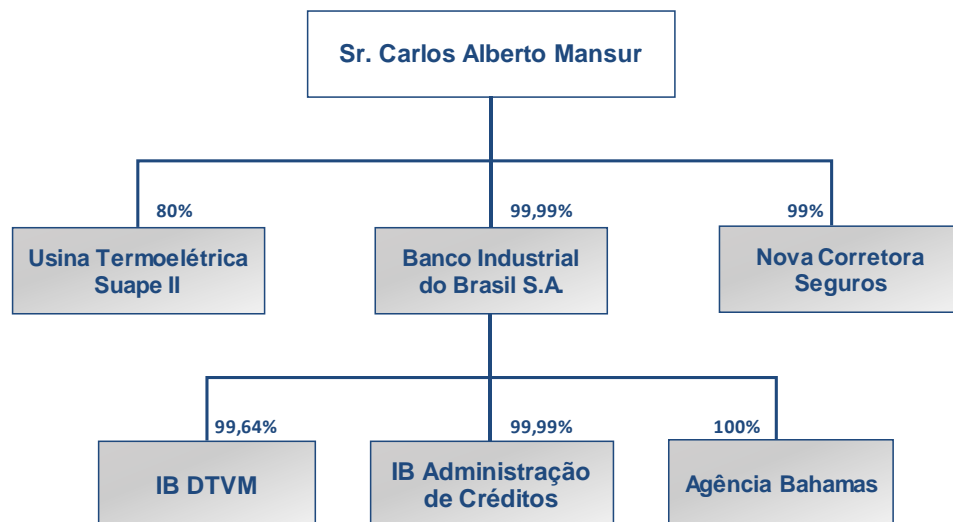 Sr. Carlos Alberto Mansur
80%
99,99%
99%
Usina Termoelétrica
Suape II
Banco Industrial
do Brasil S.A.
Nova Corretora
Seguros
99,64%
99,99%
100%
IB DTVM
IB Administração
de Créditos
Agência Bahamas